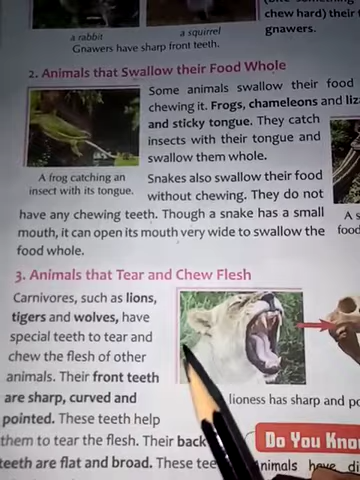 chew hard) their
gnawers.
a rabbit
a squirrel
Gnawers have sharp front teeth.
2. Animals that Swallow their Food Whole
Some animals swallow their food
chewing it. Frogs, chameleons and
and sticky tongue. They catch
insects with their tongue and
swallow them whole.
A frog catching an
insect with its tongue.
Snakes also swallow their food
without chewing. They do not
have any chewing teeth. Though a snake has a small
mouth, it can open its mouth very wide to swallow the
food whole.
A s
food
3. Animals that Tear and Chew Flesh
Carnivores, such as lions,
tigers and wolves, have
special teeth to tear and
chew the flesh of other
animals. Their front teeth
are sharp, curved and
pointed. These teeth help
them to tear the flesh. Their back
teeth are flat and broad. These
lioness has sharp and
Do You
Animals have